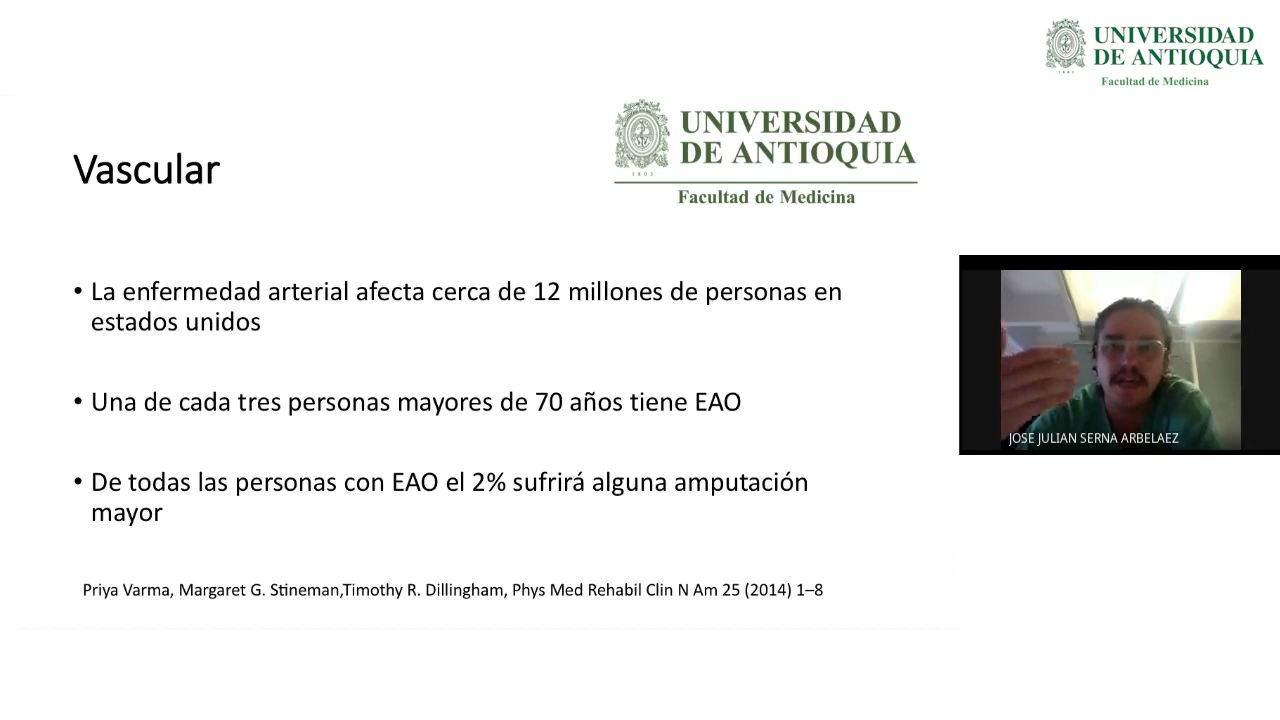 UNIVERSIDAD
DE ANTIOQUIA
1803
Facultad de Medicina
UNIVERSIDAD
DE ANTIOQUIA
1803
Facultad de Medicina
Vascular
• La enfermedad arterial afecta cerca de 12 millones de personas en
estados unidos
• Una de cada tres personas mayores de 70 años tiene EAO
• De todas las personas con EAO el 2% sufrirá alguna amputación
mayor
Priya Varma, Margaret G. Stineman,Timothy R. Dillingham, Phys Med Rehabil Clin N Am 25 (2014) 1–8
JOSE JULIAN SERNA ARBELAEZ